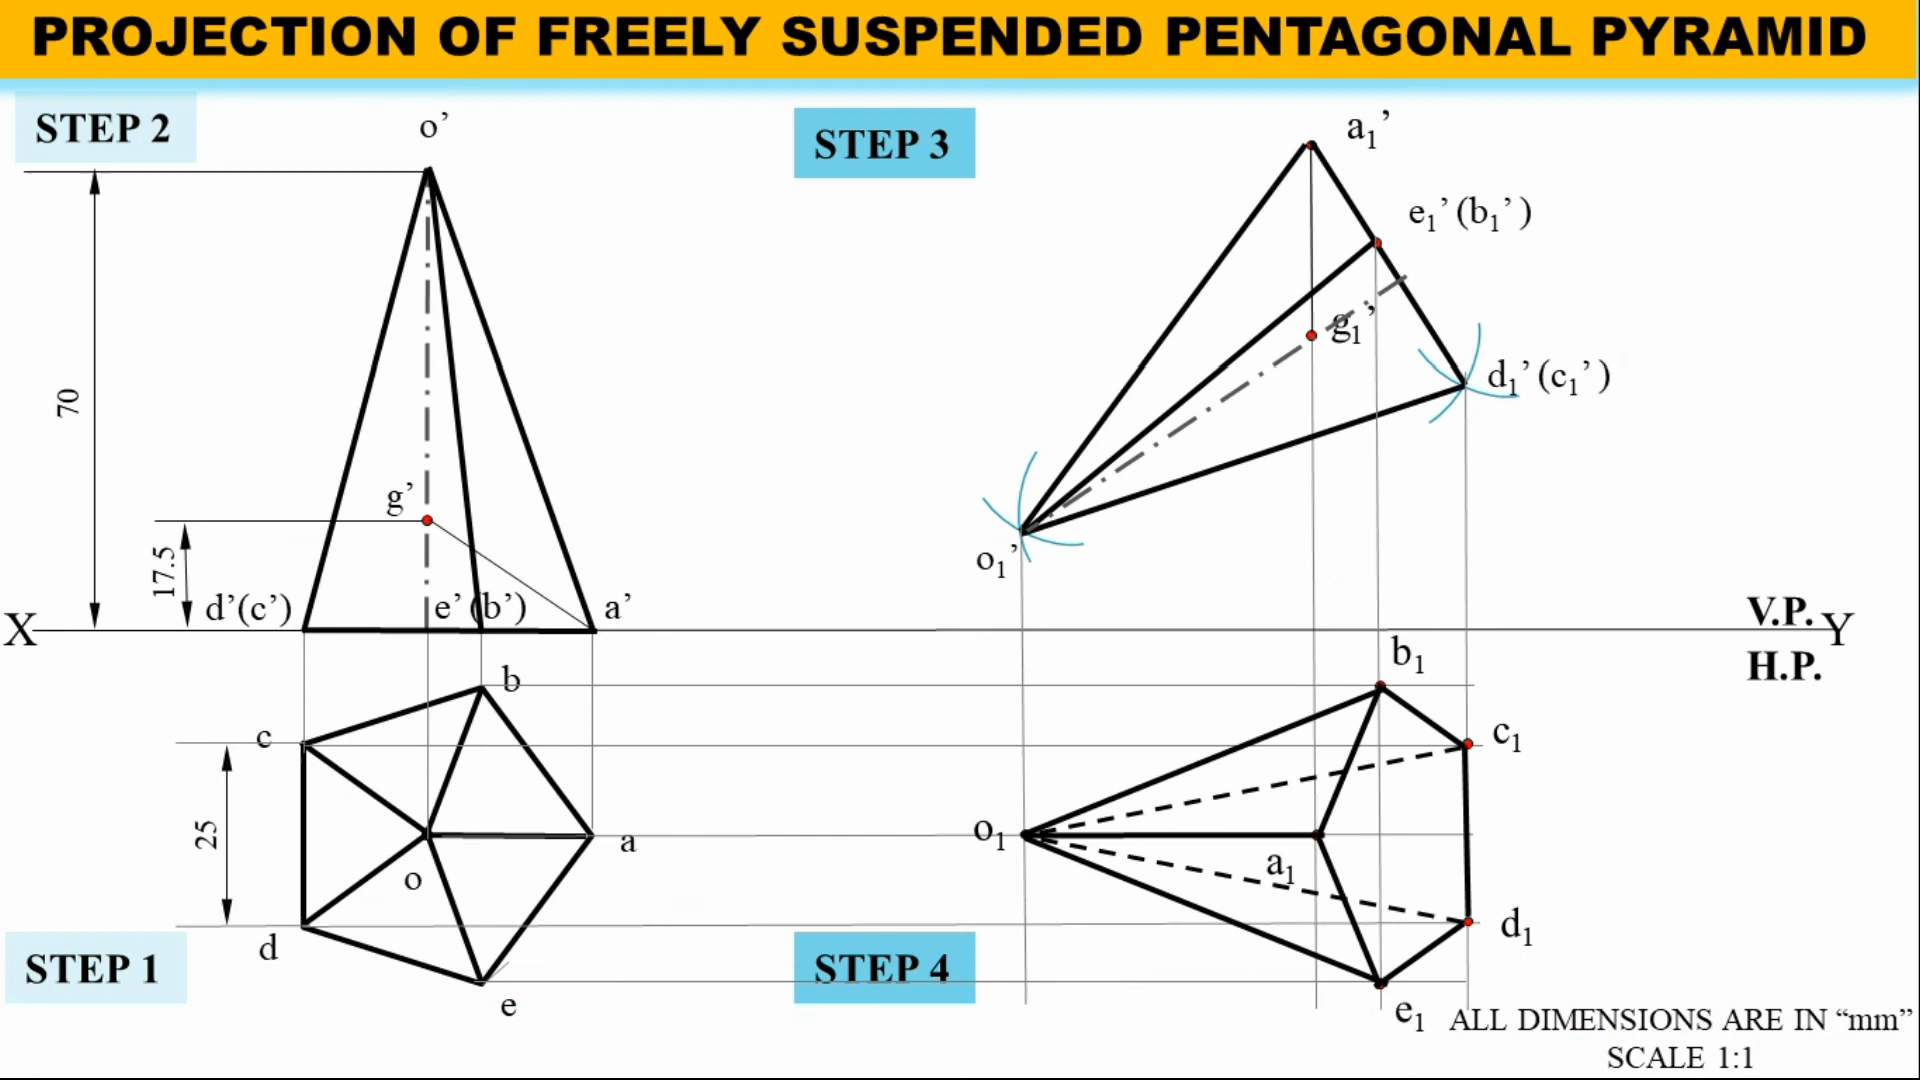 PROJECTION OF FREELY SUSPENDED PENTAGONAL PYRAMID
STEP 2
o’
70
g’
17.5
d’(c’)
e’(b’)
a’
X
STEP 3
a₁’
e₁’(b₁’)
g₁’
d₁’(c₁’)
o₁’
V.P.
Y
H.P.
b
c
25
a
o
d
e
STEP 1
b₁
c₁
o₁
a₁
d₁
e₁
STEP 4
ALL DIMENSIONS ARE IN “mm”
SCALE 1:1